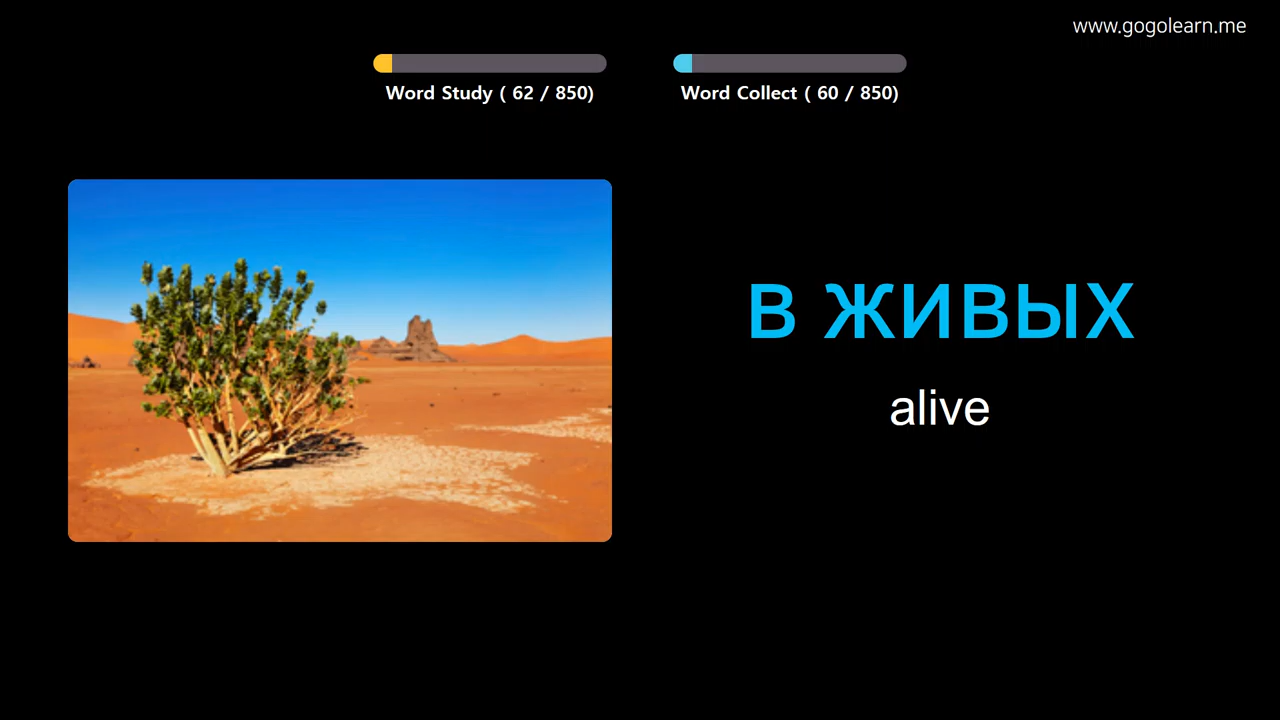 www.gogolearn.me
Word Study ( 62 / 850)
Word Collect ( 60 / 850)
в живых
alive